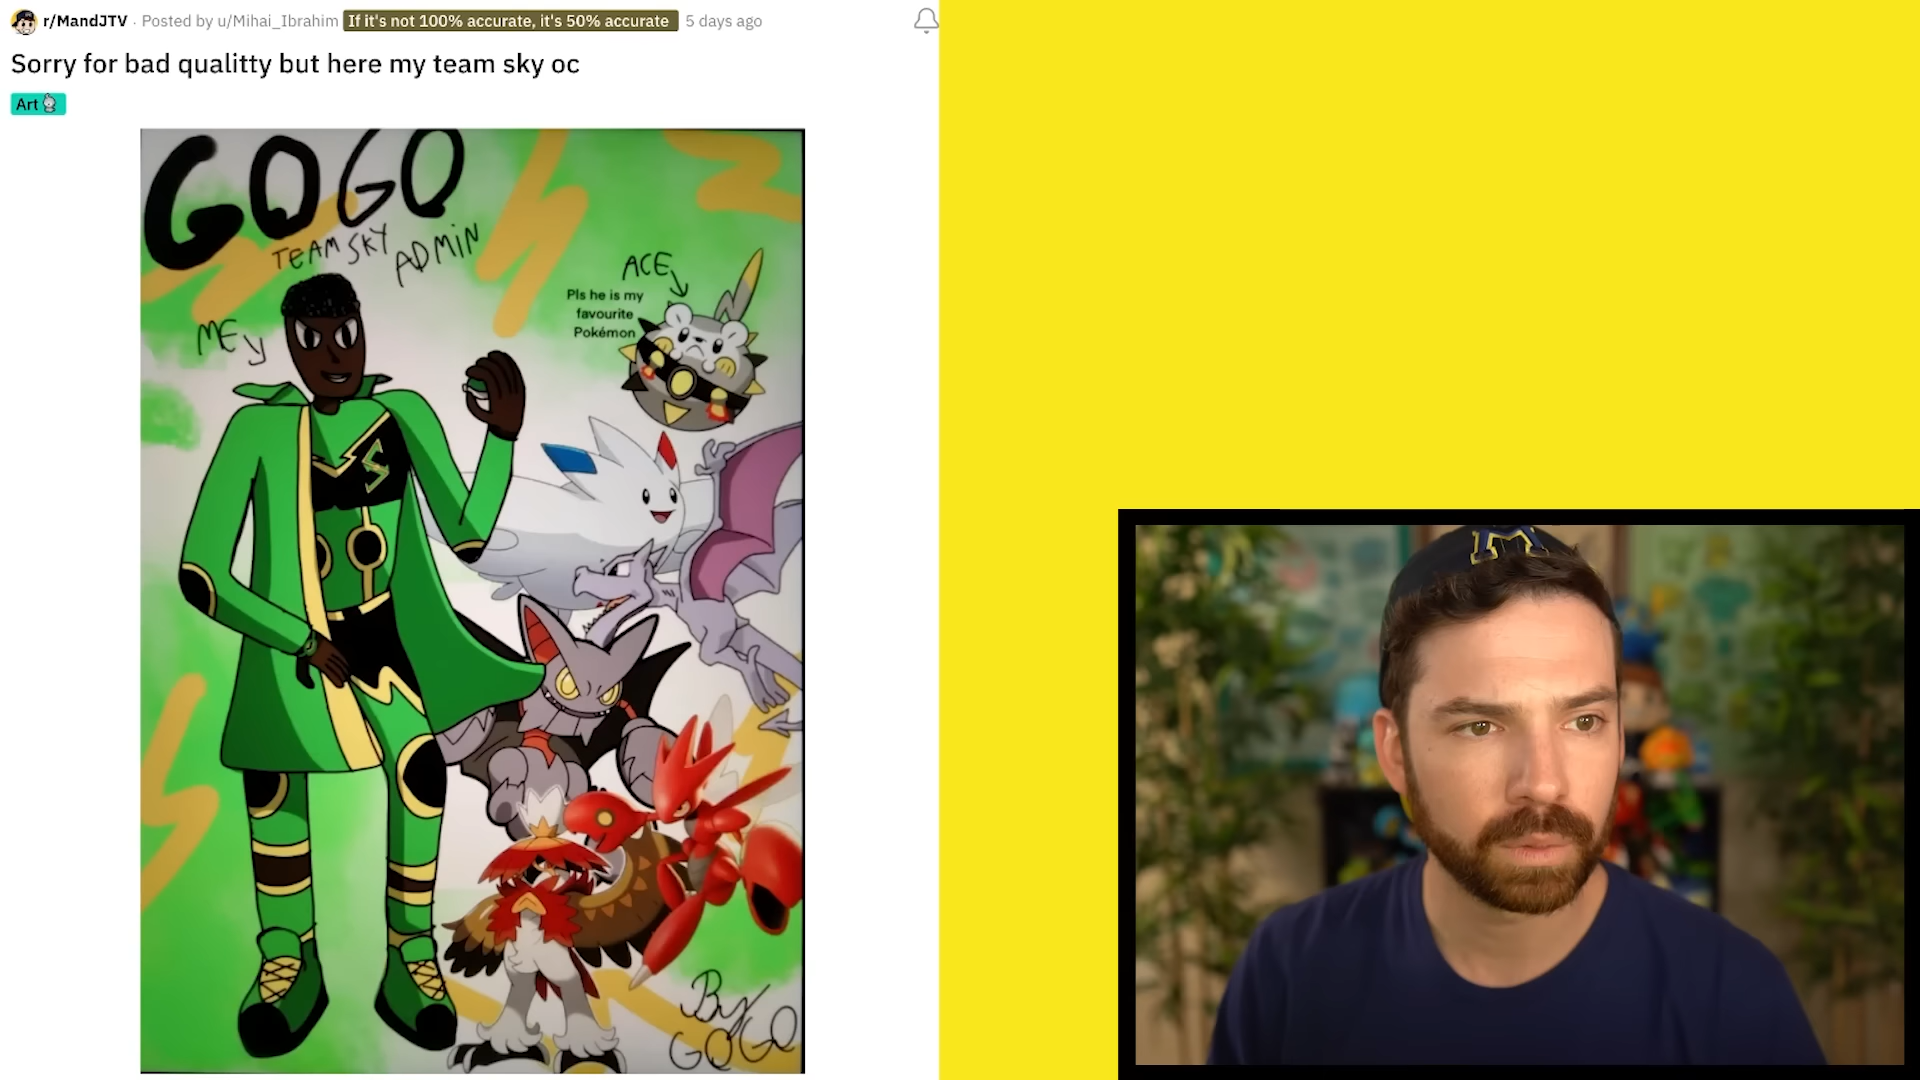 r/MandJTV · Posted by u/Mihai_Ibrahim If it's not 100% accurate, it's 50% accurate 5 days ago
Sorry for bad qualitty but here my team sky oc
Art
GOGO
TEAM SKY ADMIN
ME
ACE
Pls he is my
favourite
Pokémon
S
M
By
GOGO